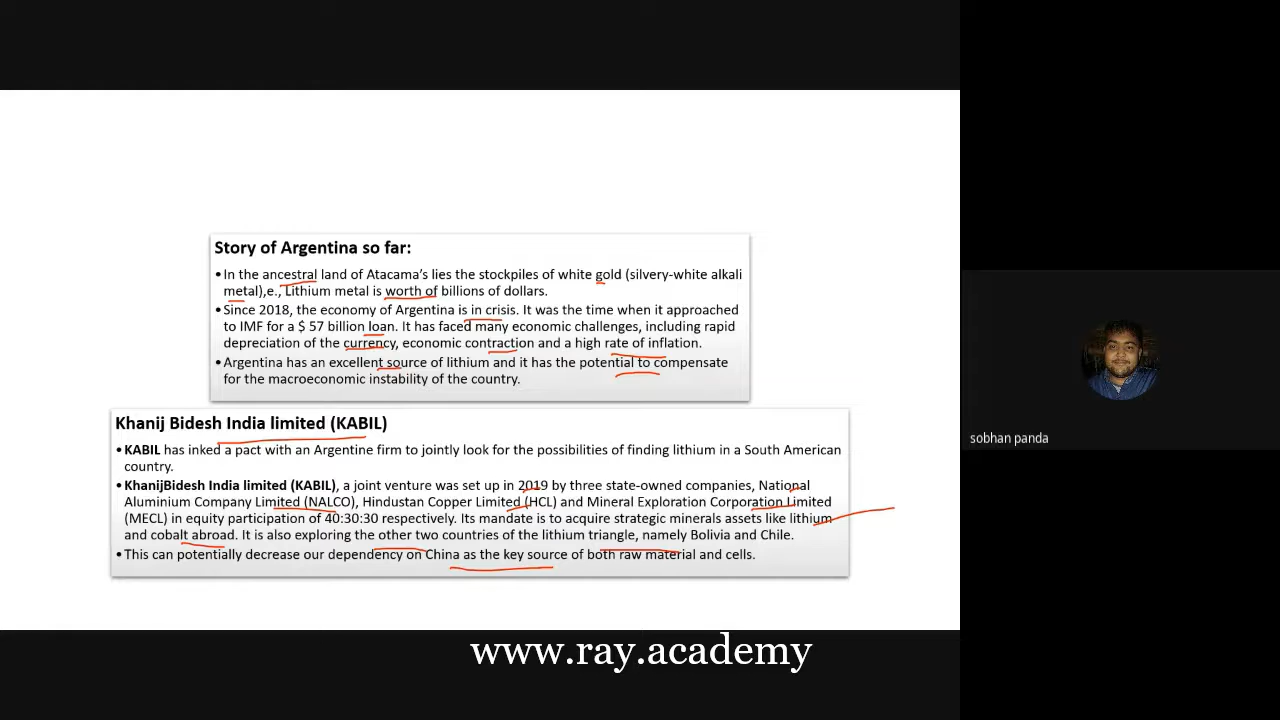 Story of Argentina so far:
•In the ancestral land of Atacama's lies the stockpiles of white gold (silvery-white alkali
metal),e., Lithium metal is worth of billions of dollars.
•Since 2018, the economy of Argentina is in crisis. It was the time when it approached
to IMF for a $ 57 billion loan. It has faced many economic challenges, including rapid
depreciation of the currency, economic contraction and a high rate of inflation.
•Argentina has an excellent source of lithium and it has the potential to compensate
for the macroeconomic instability of the country.
Khanij Bidesh India limited (KABIL)
•KABIL has inked a pact with an Argentine firm to jointly look for the possibilities of finding lithium in a South American
country.
•KhanijBidesh India limited (KABIL), a joint venture was set up in 2019 by three state-owned companies, National
Aluminium Company Limited (NALCO), Hindustan Copper Limited (HCL) and Mineral Exploration Corporation Limited
(MECL) in equity participation of 40:30:30 respectively. Its mandate is to acquire strategic minerals assets like lithium
and cobalt abroad. It is also exploring the other two countries of the lithium triangle, namely Bolivia and Chile.
•This can potentially decrease our dependency on China as the key source of both raw material and cells.
sobhan panda
www.ray.academy